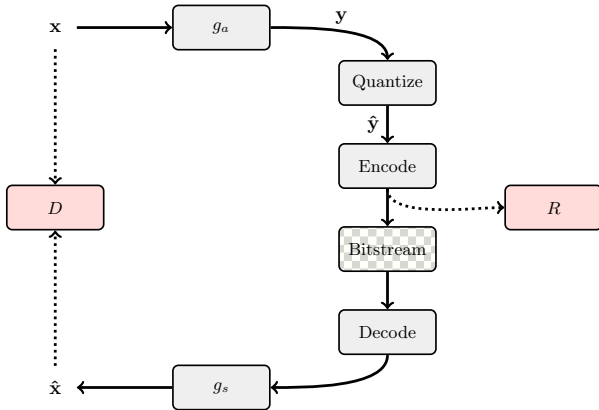 x
g_a
y
Quantize
ŷ
Encode
D
R
Bitstream
Decode
x̂
g_s